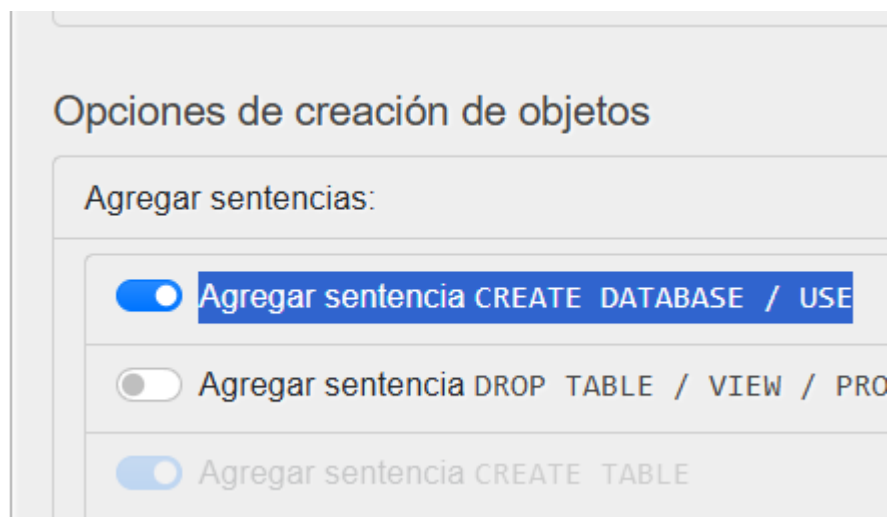 Opciones de creación de objetos
Agregar sentencias:
Agregar sentencia CREATE DATABASE / USE
Agregar sentencia DROP TABLE / VIEW /
Agregar sentencia CREATE TABLE